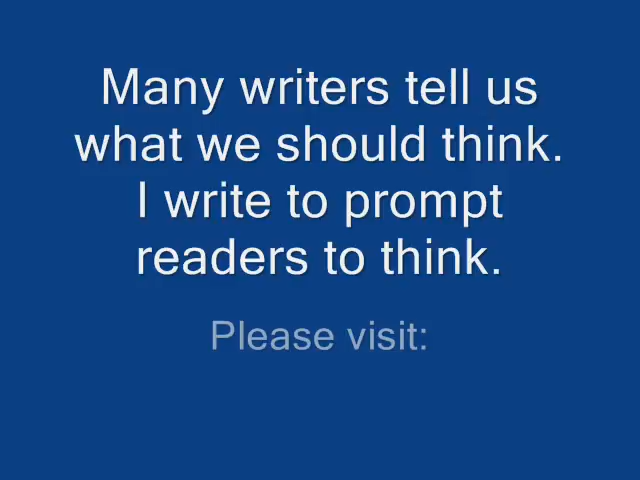 Many writers tell us
what we should think.
I write to prompt
readers to think.
Please visit: